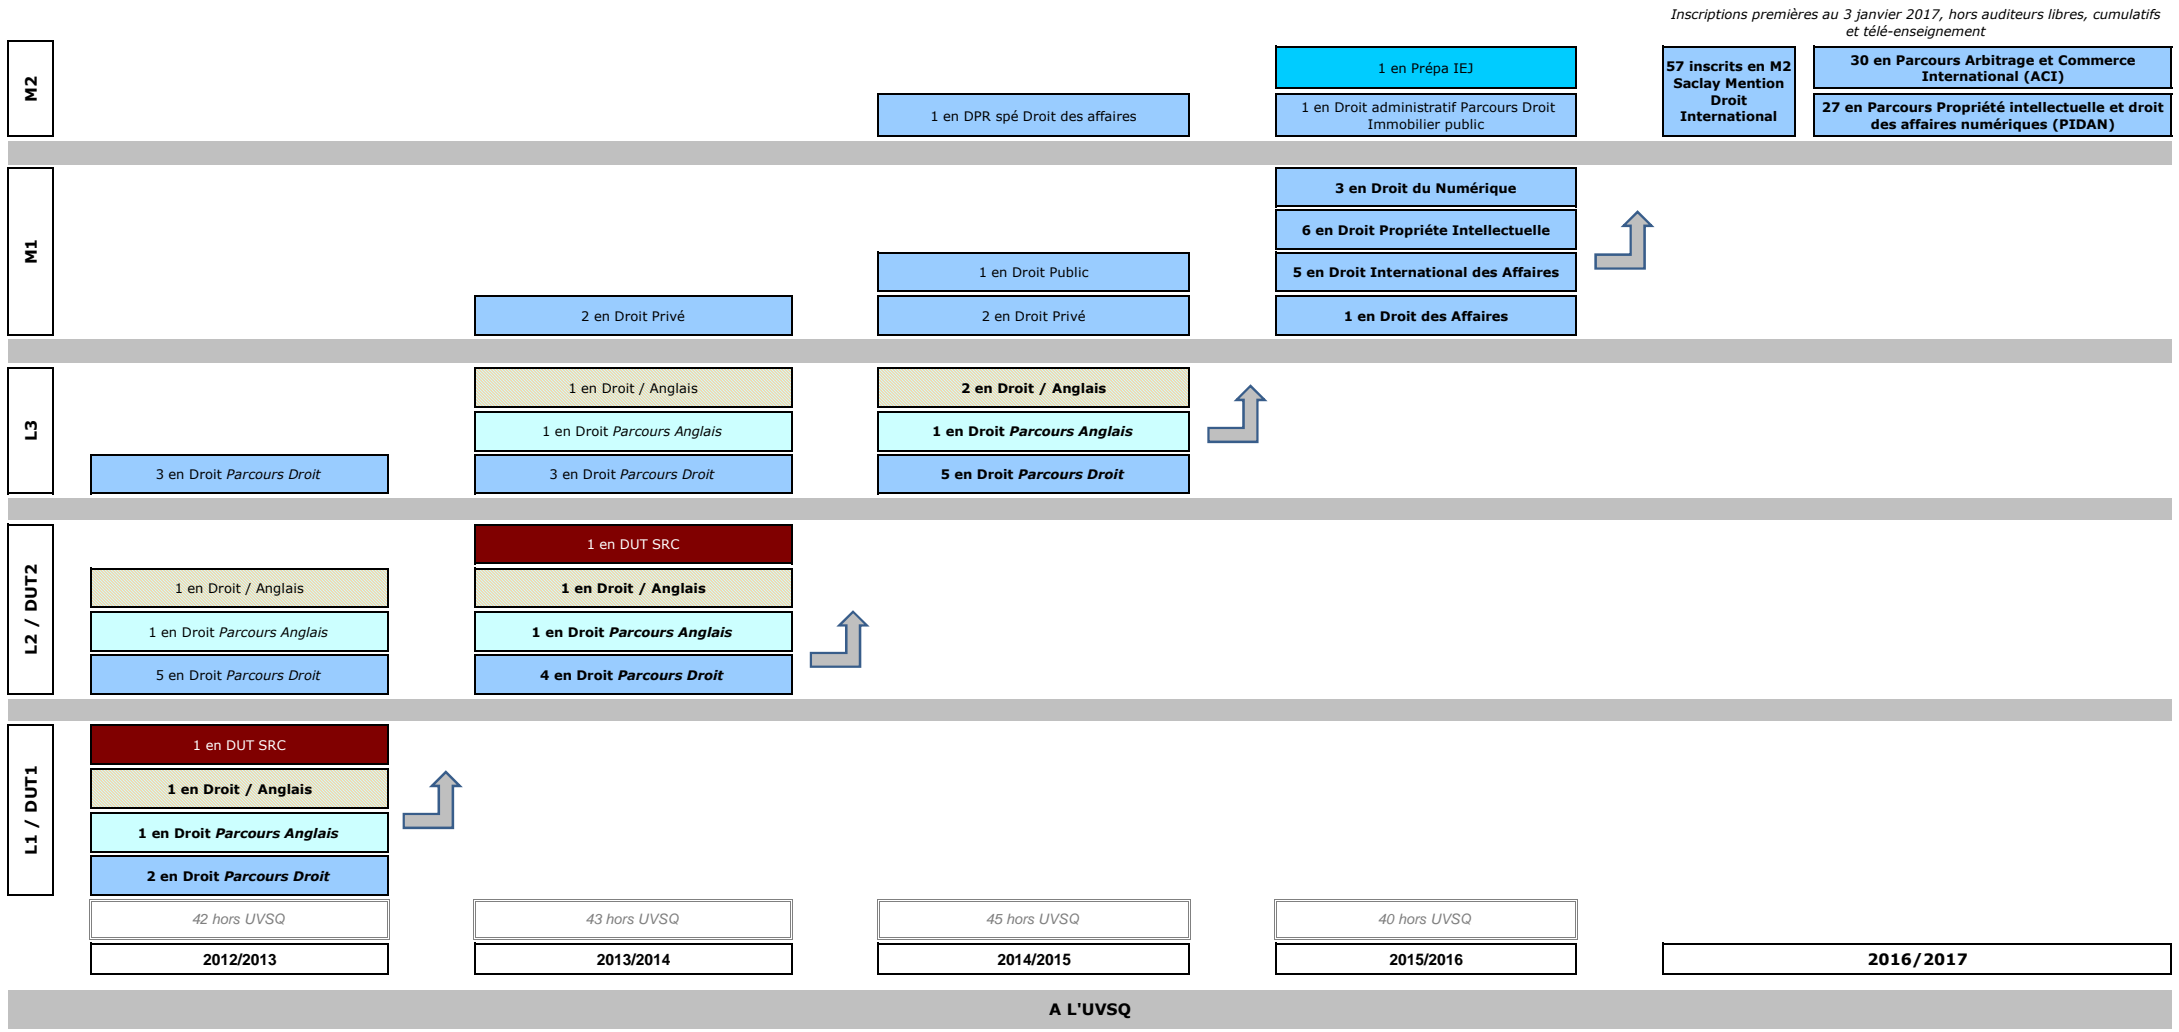 Inscriptions premières au 3 janvier 2017, hors auditeurs libres, cumulatifs
et télé-enseignement
M2
1 en DPR spé Droit des affaires
1 en Prépa IEJ
1 en Droit administratif Parcours Droit
Immobilier public
57 inscrits en M2
Saclay Mention
Droit
International
30 en Parcours Arbitrage et Commerce
International (ACI)
27 en Parcours Propriété intellectuelle et droit
des affaires numériques (PIDAN)
M1
2 en Droit Privé
1 en Droit Public
2 en Droit Privé
3 en Droit du Numérique
6 en Droit Propriéte Intellectuelle
5 en Droit International des Affaires
1 en Droit des Affaires
L3
3 en Droit Parcours Droit
1 en Droit / Anglais
1 en Droit Parcours Anglais
3 en Droit Parcours Droit
2 en Droit / Anglais
1 en Droit Parcours Anglais
5 en Droit Parcours Droit
L2 / DUT2
1 en Droit / Anglais
1 en Droit Parcours Anglais
5 en Droit Parcours Droit
1 en DUT SRC
1 en Droit / Anglais
1 en Droit Parcours Anglais
4 en Droit Parcours Droit
L1 / DUT1
1 en DUT SRC
1 en Droit / Anglais
1 en Droit Parcours Anglais
2 en Droit Parcours Droit
42 hors UVSQ
43 hors UVSQ
45 hors UVSQ
40 hors UVSQ
2012/2013
2013/2014
2014/2015
2015/2016
2016/2017
A L'UVSQ